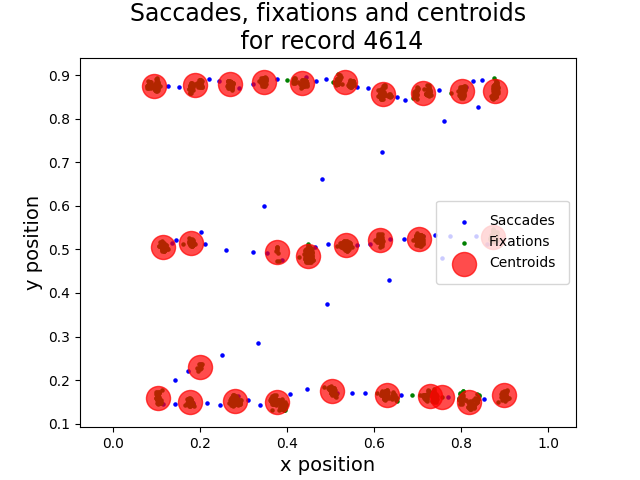 Saccades, fixations and centroids
for record 4614
0.9
0.8
0.7
0.6
0.5
0.4
0.3
0.2
0.1
y position
Saccades
Fixations
Centroids
0.0
0.2
0.4
0.6
0.8
1.0
x position